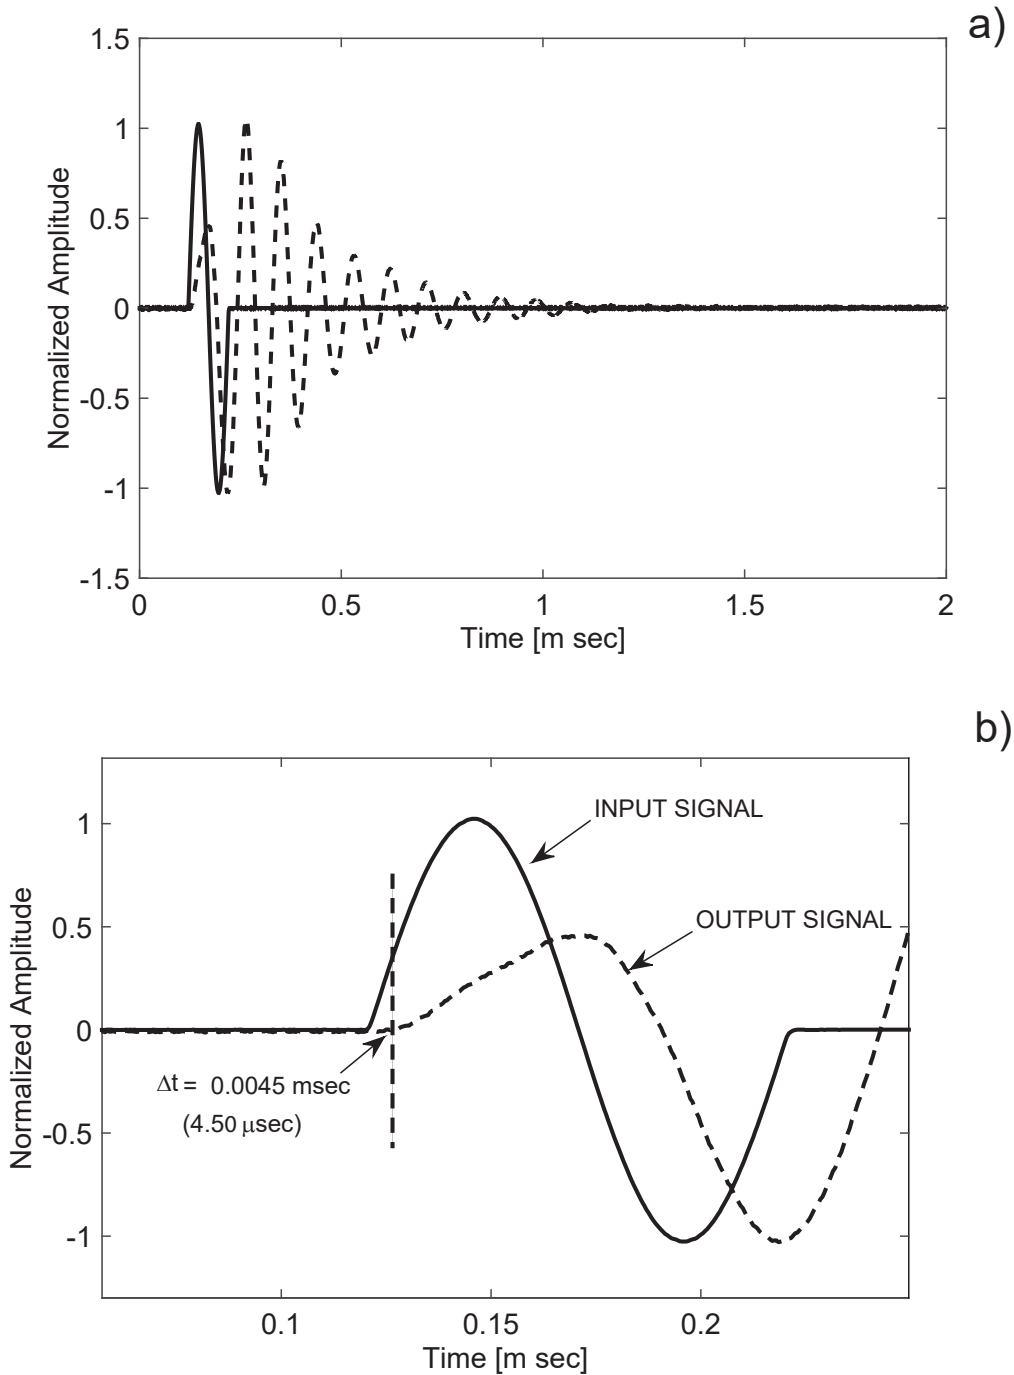 a)
1.5
1
0.5
0
-0.5
-1
-1.5
Normalized Amplitude
0 0.5 1 1.5 2
Time [m sec]
b)
INPUT SIGNAL
OUTPUT SIGNAL
1
0.5
0
-0.5
-1
Normalized Amplitude
Δt = 0.0045 msec
(4.50 μsec)
0.1 0.15 0.2
Time [m sec]